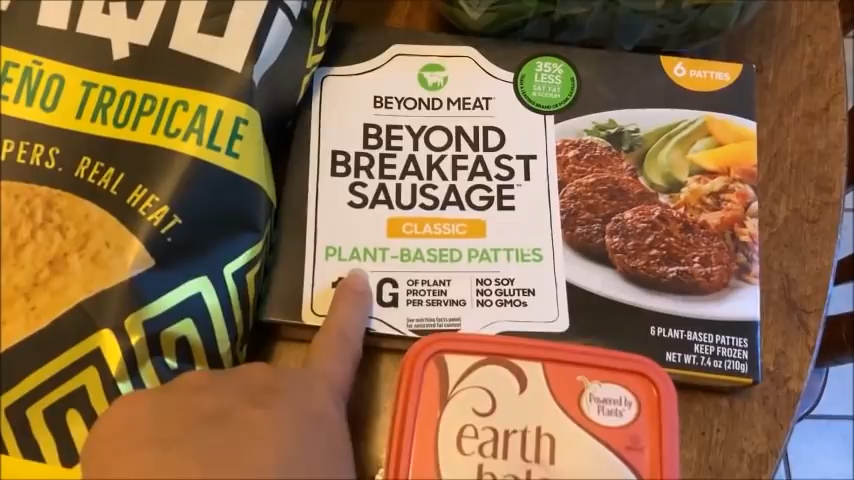 EÑO TROPICALE
PERS. REAL HEAT.
BEYOND MEAT
BEYOND
BREAKFAST
SAUSAGE™
CLASSIC
PLANT-BASED PATTIES
G OF PLANT
PROTEIN
PER SERVING
NO SOY
NO GLUTEN
NO GMOs
35%
LESS
SAT FAT
& SODIUM
6 PATTIES
6 PLANT-BASED PATTIES
KEEP FROZEN
NET WT. 7.4 oz (210g)
Powered by
Plants
earth